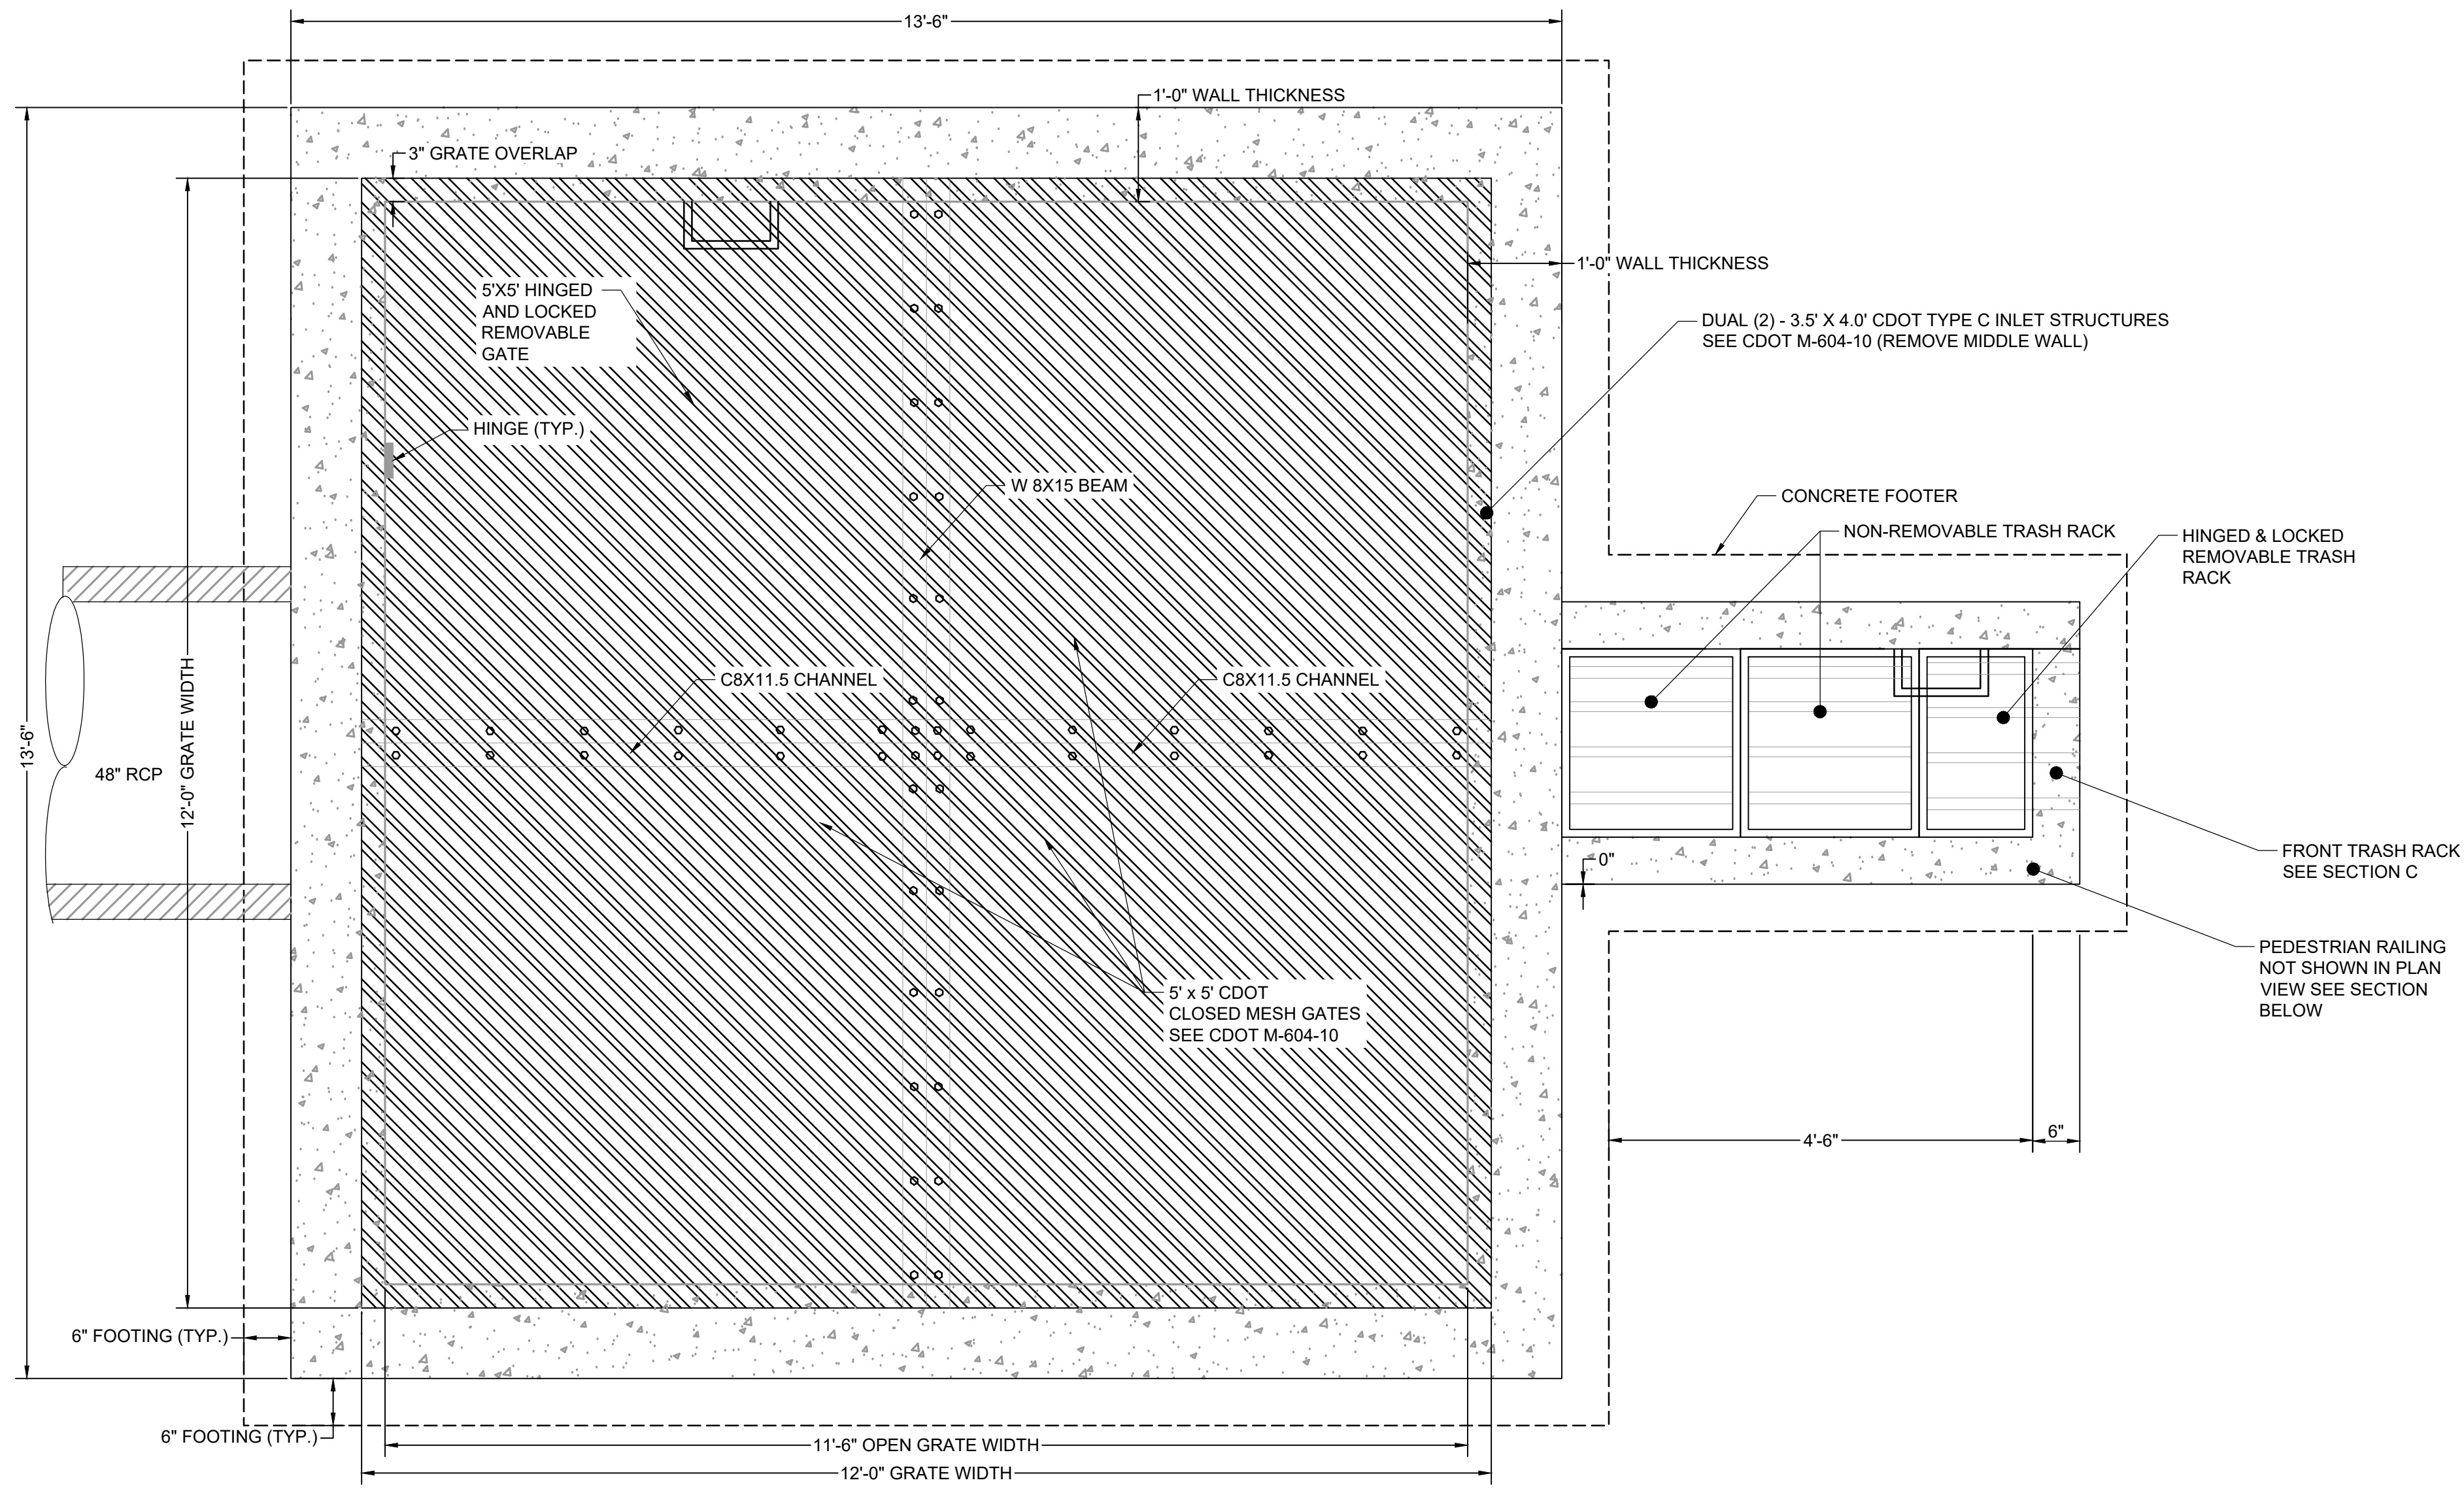 13'-6"
1'-0" WALL THICKNESS
3" GRATE OVERLAP
1'-0" WALL THICKNESS
5'X5' HINGED
AND LOCKED
REMOVABLE
GATE
DUAL (2) - 3.5' X 4.0' CDOT TYPE C INLET STRUCTURES
SEE CDOT M-604-10 (REMOVE MIDDLE WALL)
HINGE (TYP.)
W 8X15 BEAM
CONCRETE FOOTER
NON-REMOVABLE TRASH RACK
HINGED & LOCKED
REMOVABLE TRASH
RACK
C8X11.5 CHANNEL
C8X11.5 CHANNEL
13'-6"
48" RCP
12'-0" GRATE WIDTH
0"
FRONT TRASH RACK
SEE SECTION C
PEDESTRIAN RAILING
NOT SHOWN IN PLAN
VIEW SEE SECTION
BELOW
5' x 5' CDOT
CLOSED MESH GATES
SEE CDOT M-604-10
4'-6"
6"
6" FOOTING (TYP.)
6" FOOTING (TYP.)
11'-6" OPEN GRATE WIDTH
12'-0" GRATE WIDTH